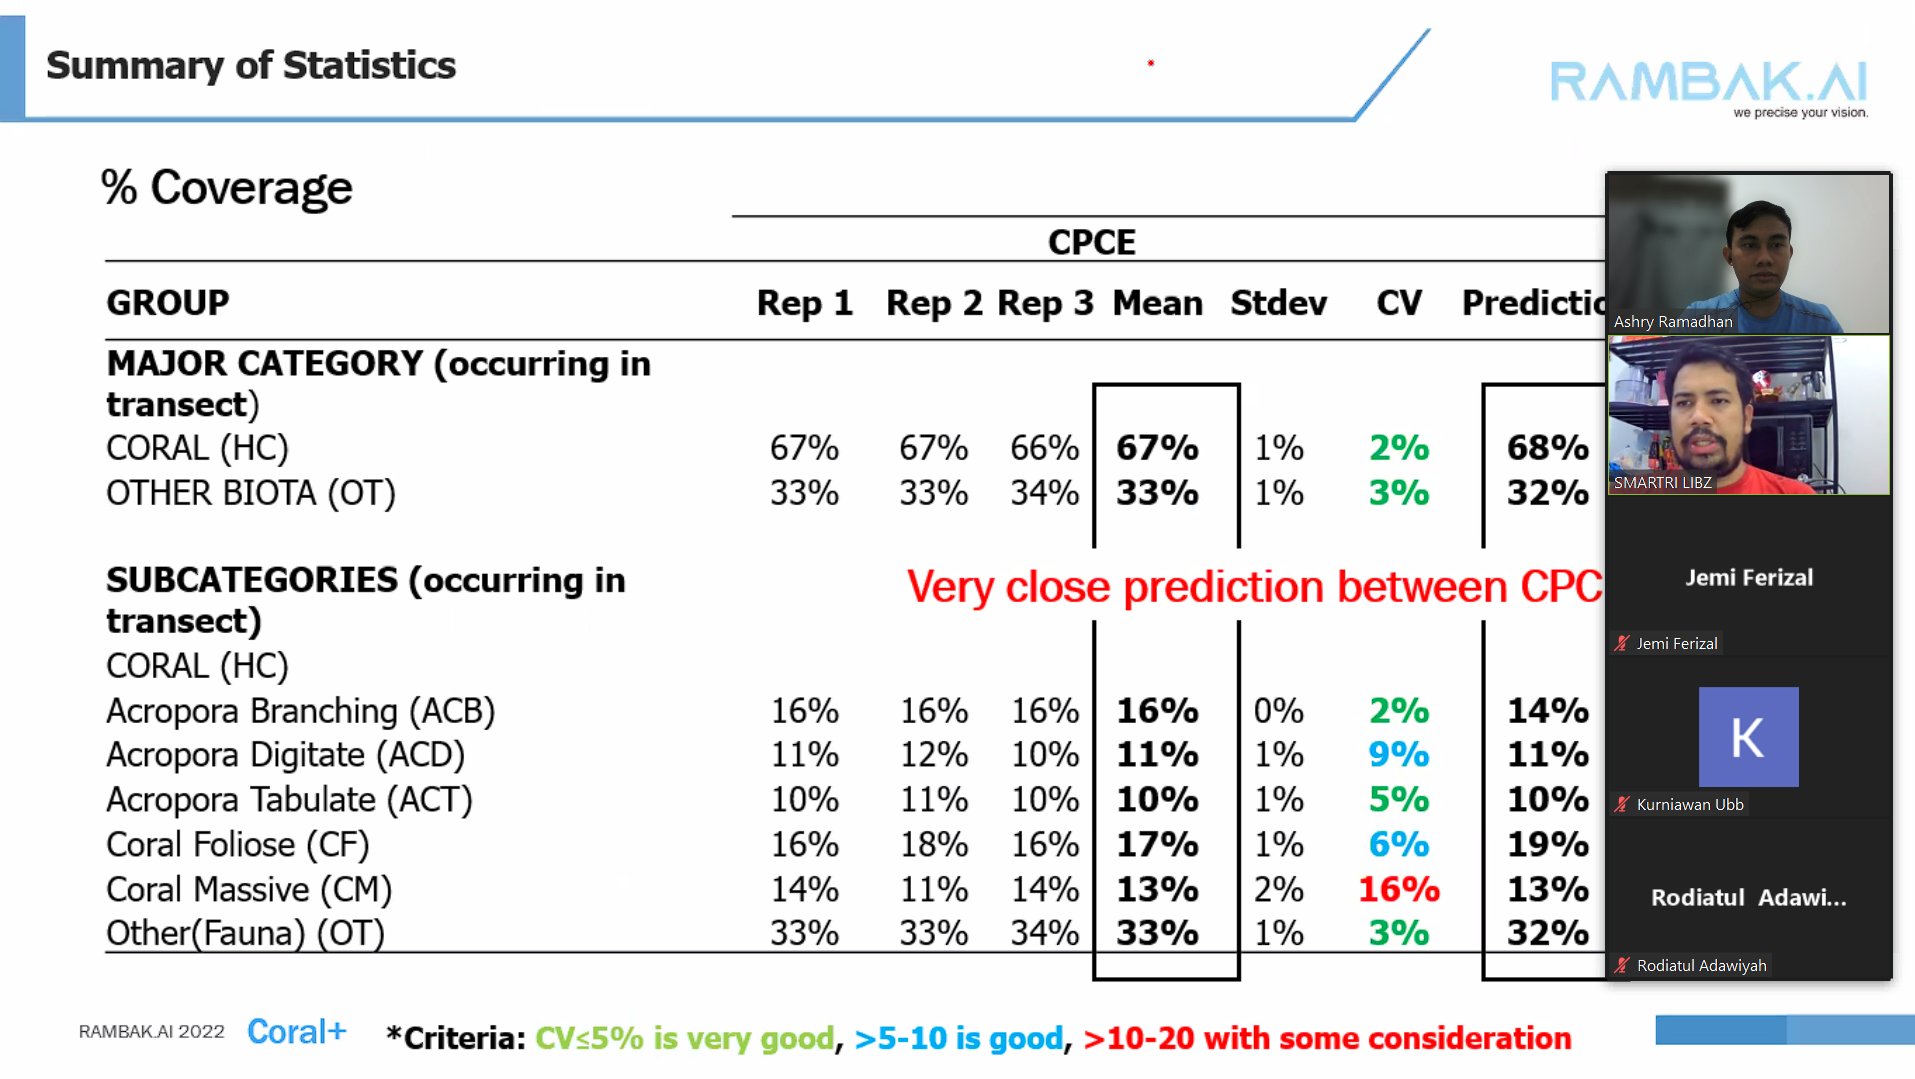 Summary of Statistics
RAMBAK.AI
we precise your vision.
% Coverage
CPCE
GROUP Rep 1 Rep 2 Rep 3 Mean Stdev CV Predictio
MAJOR CATEGORY (occurring in
transect)
CORAL (HC) 67% 67% 66% 67% 1% 2% 68%
OTHER BIOTA (OT) 33% 33% 34% 33% 1% 3% 32%
SUBCATEGORIES (occurring in
transect)
Very close prediction between CPC
CORAL (HC)
Acropora Branching (ACB) 16% 16% 16% 16% 0% 2% 14%
Acropora Digitate (ACD) 11% 12% 10% 11% 1% 9% 11%
Acropora Tabulate (ACT) 10% 11% 10% 10% 1% 5% 10%
Coral Foliose (CF) 16% 18% 16% 17% 1% 6% 19%
Coral Massive (CM) 14% 11% 14% 13% 2% 16% 13%
Other(Fauna) (OT) 33% 33% 34% 33% 1% 3% 32%
RAMBAK.AI 2022 Coral+ *Criteria: CV≤5% is very good, >5-10 is good, >10-20 with some consideration
Ashry Ramadhan
SMARTRI LIBZ
Jemi Ferizal
Jemi Ferizal
K
Kurniawan Ubb
Rodiatul Adawi...
Rodiatul Adawiyah